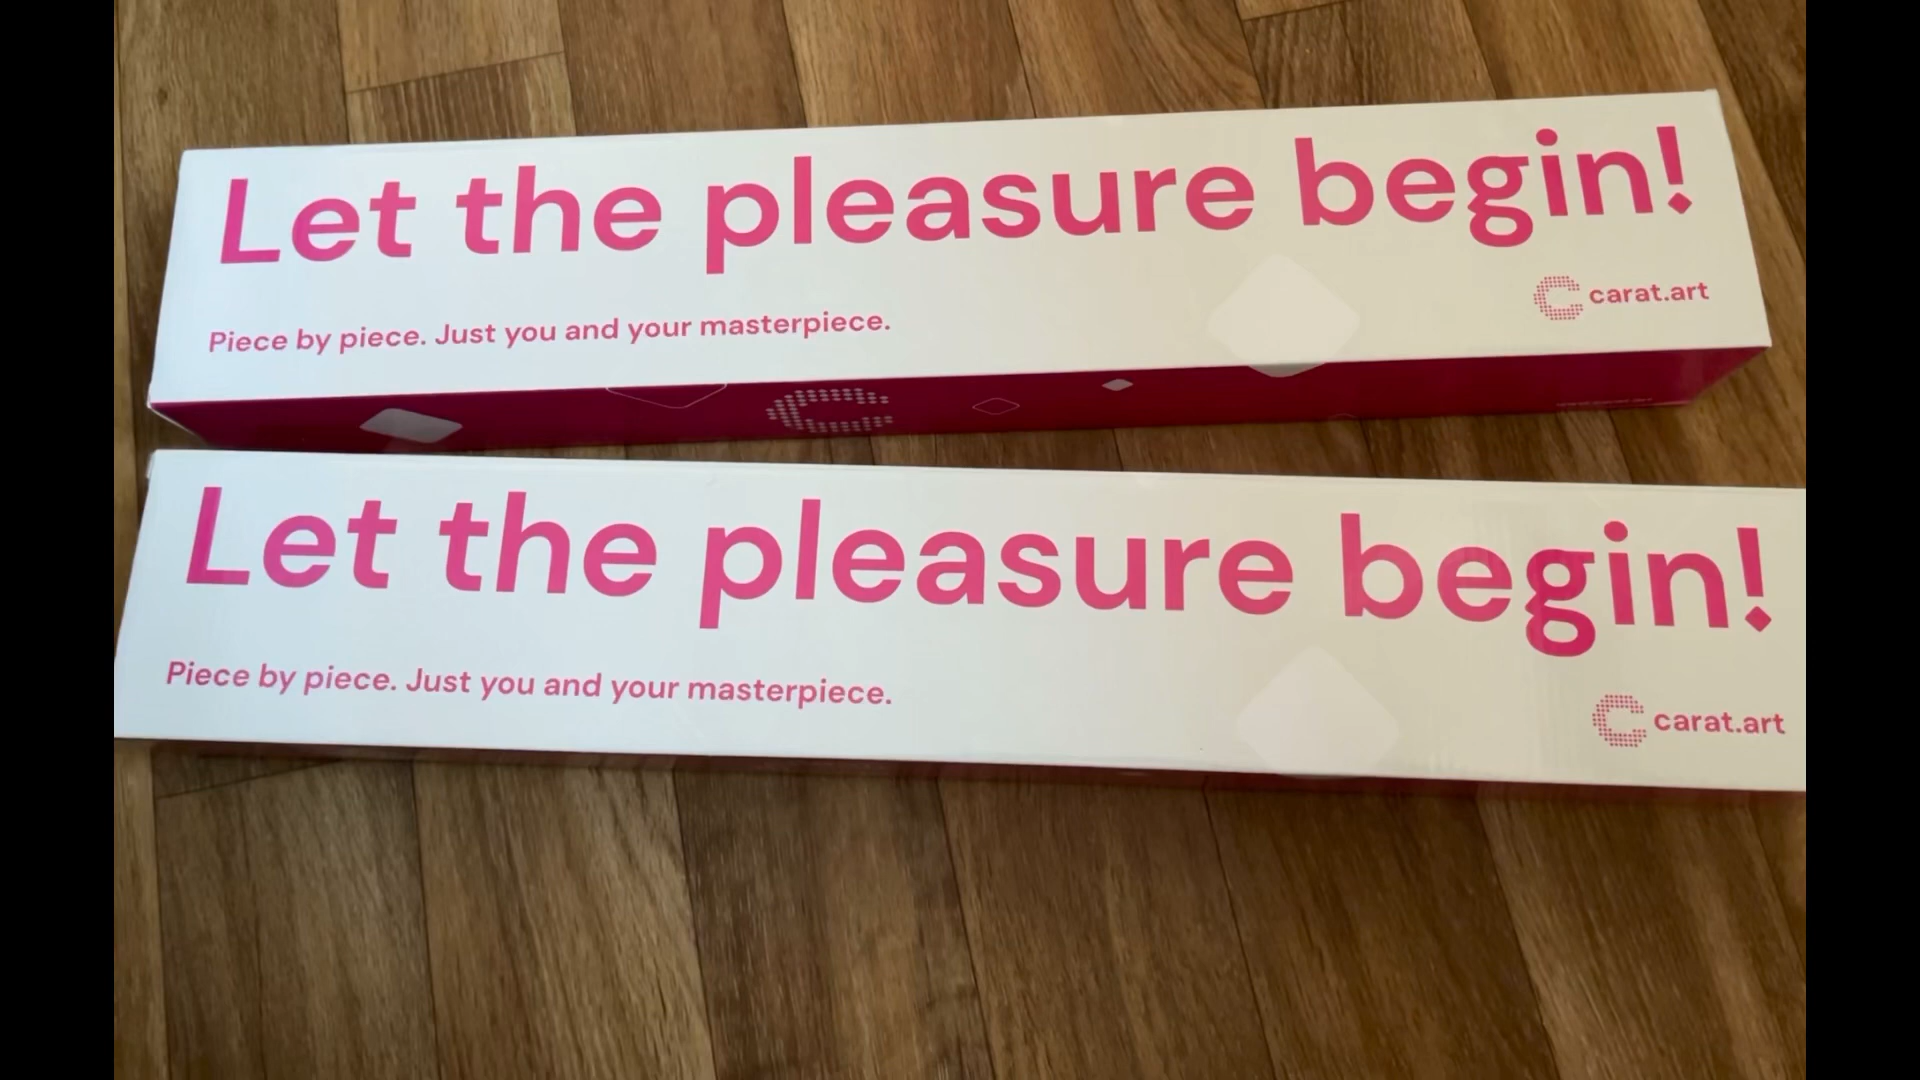 Let the pleasure begin!
Piece by piece. Just you and your masterpiece.
carat.art
Let the pleasure begin!
Piece by piece. Just you and your masterpiece.
carat.art